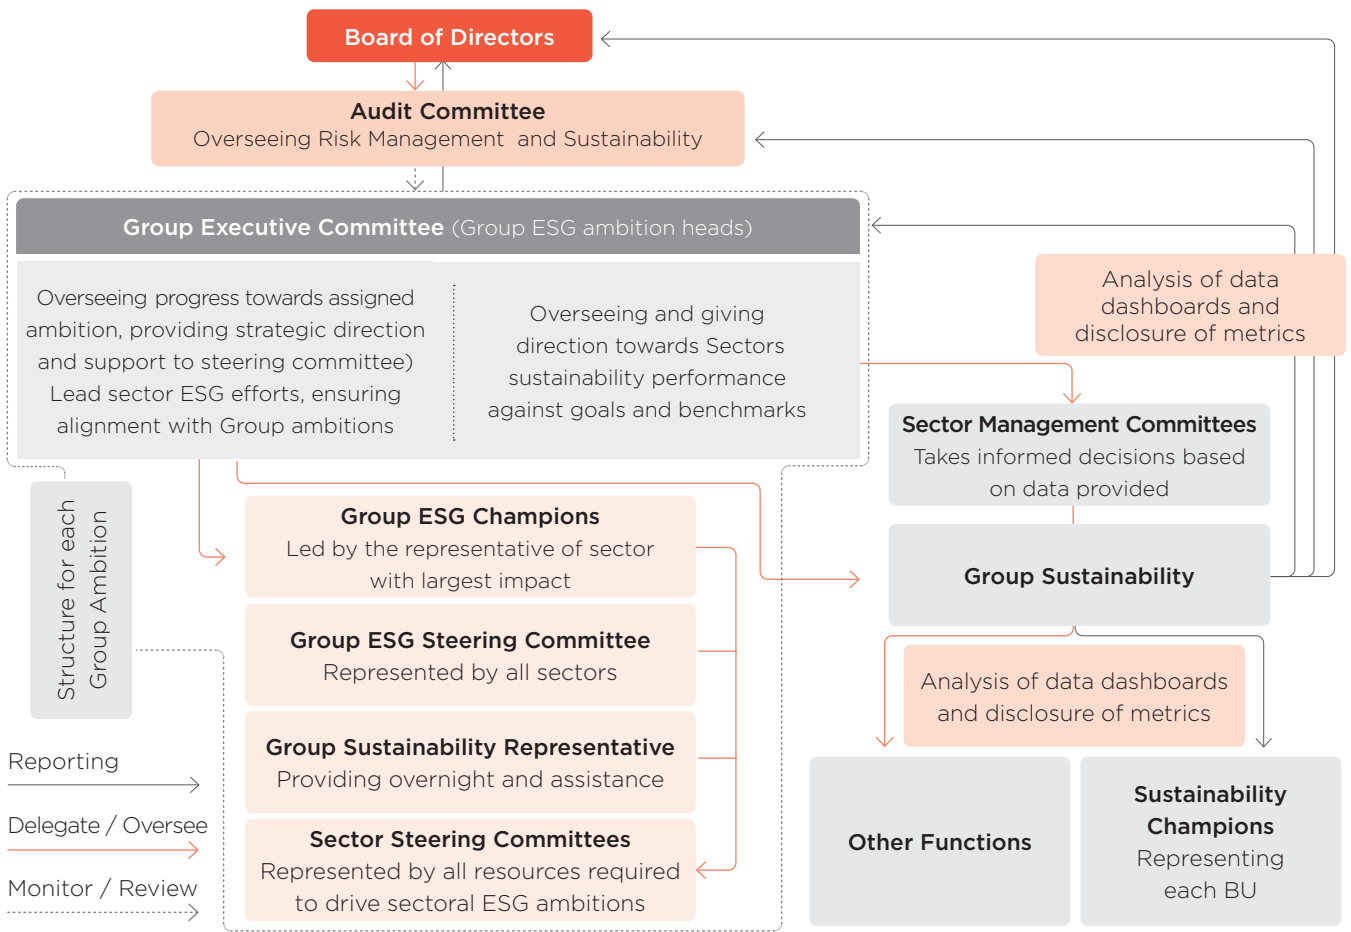 Board of Directors
Audit Committee
Overseeing Risk Management and Sustainability
Group Executive Committee (Group ESG ambition heads)
Overseeing progress towards assigned
ambition, providing strategic direction
and support to steering committee)
Lead sector ESG efforts, ensuring
alignment with Group ambitions
Overseeing and giving
direction towards Sectors
sustainability performance
against goals and benchmarks
Analysis of data
dashboards and
disclosure of metrics
Sector Management Committees
Takes informed decisions based
on data provided
Group Sustainability
Structure for each
Group Ambition
Group ESG Champions
Led by the representative of sector
with largest impact
Group ESG Steering Committee
Represented by all sectors
Group Sustainability Representative
Providing overnight and assistance
Sector Steering Committees
Represented by all resources required
to drive sectoral ESG ambitions
Analysis of data dashboards
and disclosure of metrics
Other Functions
Sustainability
Champions
Representing
each BU
Reporting
Delegate / Oversee
Monitor / Review